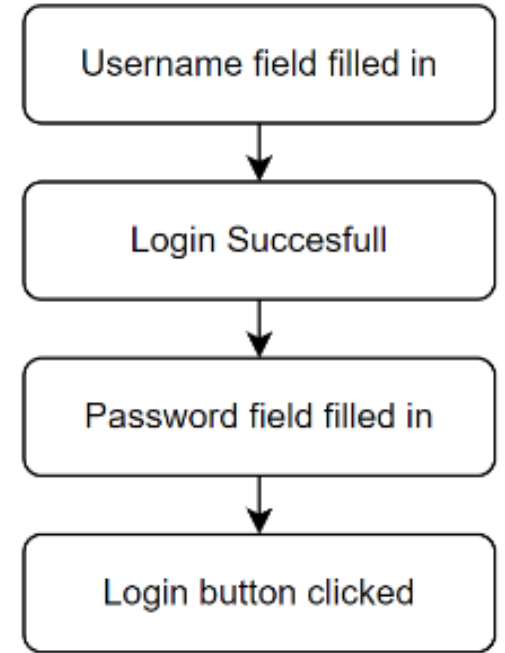 Username field filled in
Login Succesfull
Password field filled in
Login button clicked